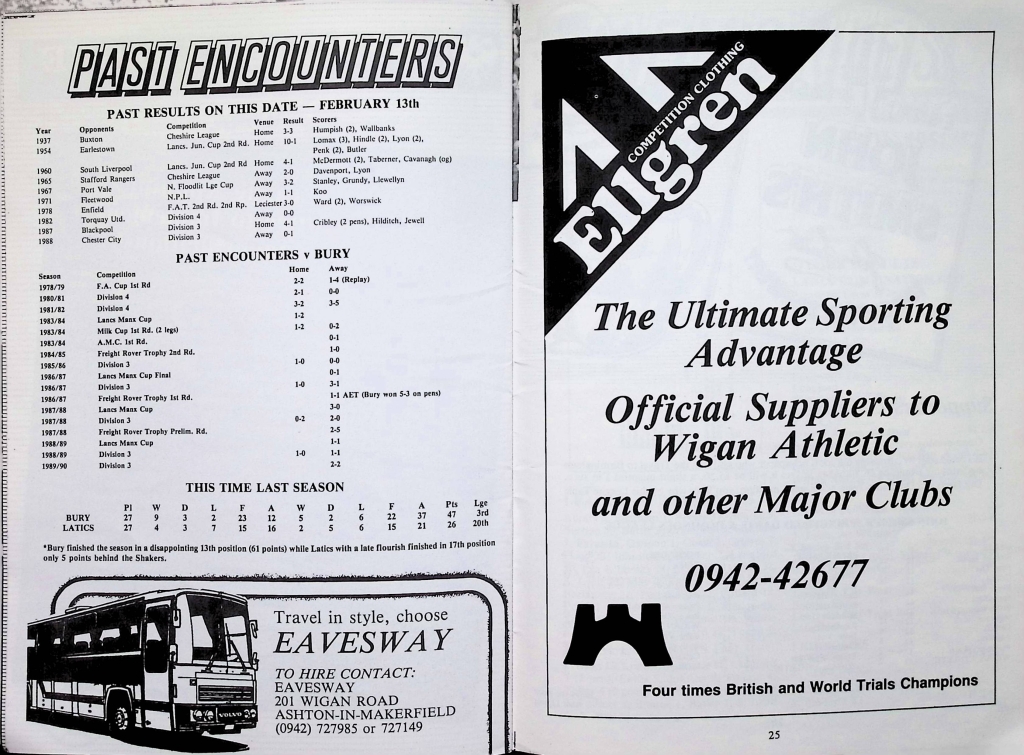 PAST ENCOUNTERS
PAST RESULTS ON THIS DATE — FEBRUARY 13th
Year Opponents Competition Venue Result Scorers
1937 Buxton Cheshire League Home 3-3 Humpish (2), Wallbanks
1954 Earlestown Lancs. Jun. Cup 2nd Rd. Home 10-1 Lomax (3), Hindle (2), Lyon (2),
Penk (2), Butler
1960 South Liverpool Lancs. Jun. Cup 2nd Rd Home 4-1 McDermott (2), Taberner, Cavanagh (og)
1965 Stafford Rangers Cheshire League Away 2-0 Davenport, Lyon
1967 Port Vale N. Floodlit Lge Cup Away 3-2 Stanley, Grundy, Llewellyn
1971 Fleetwood N.P.L. Away 1-1 Koo
1978 Enfield F.A.T. 2nd Rd. 2nd Rp. Leciester 3-0 Ward (2), Worswick
1982 Torquay Utd. Division 4 Away 0-0
1987 Blackpool Division 3 Home 4-1 Cribley (2 pens), Hilditch, Jewell
1988 Chester City Division 3 Away 0-1
PAST ENCOUNTERS v BURY
Season Competition Home Away
1978/79 F.A. Cup 1st Rd 2-2 1-4 (Replay)
1980/81 Division 4 2-1 0-0
1981/82 Division 4 3-2 3-5
1983/84 Lancs Manx Cup 1-2
1983/84 Milk Cup 1st Rd. (2 legs) 1-2 0-2
1983/84 A.M.C. 1st Rd. 0-1
1984/85 Freight Rover Trophy 2nd Rd. 1-0
1985/86 Division 3 1-0 0-0
1986/87 Lancs Manx Cup Final 0-1
1986/87 Division 3 1-0 3-1
1986/87 Freight Rover Trophy 1st Rd. 1-1 AET (Bury won 5-3 on pens)
1987/88 Lancs Manx Cup 3-0
1987/88 Division 3 0-2 2-0
1987/88 Freight Rover Trophy Prelim. Rd. 2-5
1988/89 Lancs Manx Cup 1-1
1988/89 Division 3 1-0 1-1
1989/90 Division 3 2-2
THIS TIME LAST SEASON
Pl W D L F A W D L F A Pts Lge
BURY 27 9 3 2 23 12 5 2 6 22 37 47 3rd
LATICS 27 4 3 7 15 16 2 5 6 15 21 26 20th
*Bury finished the season in a disappointing 13th position (61 points) while Latics with a late flourish finished in 17th position
only 5 points behind the Shakers.
Travel in style, choose
EAVESWAY
TO HIRE CONTACT:
EAVESWAY
201 WIGAN ROAD
ASHTON-IN-MAKERFIELD
(0942) 727985 or 727149
VOLVO
COMPETITION CLOTHING
Ellgren
The Ultimate Sporting
Advantage
Official Suppliers to
Wigan Athletic
and other Major Clubs
0942-42677
Four times British and World Trials Champions
25